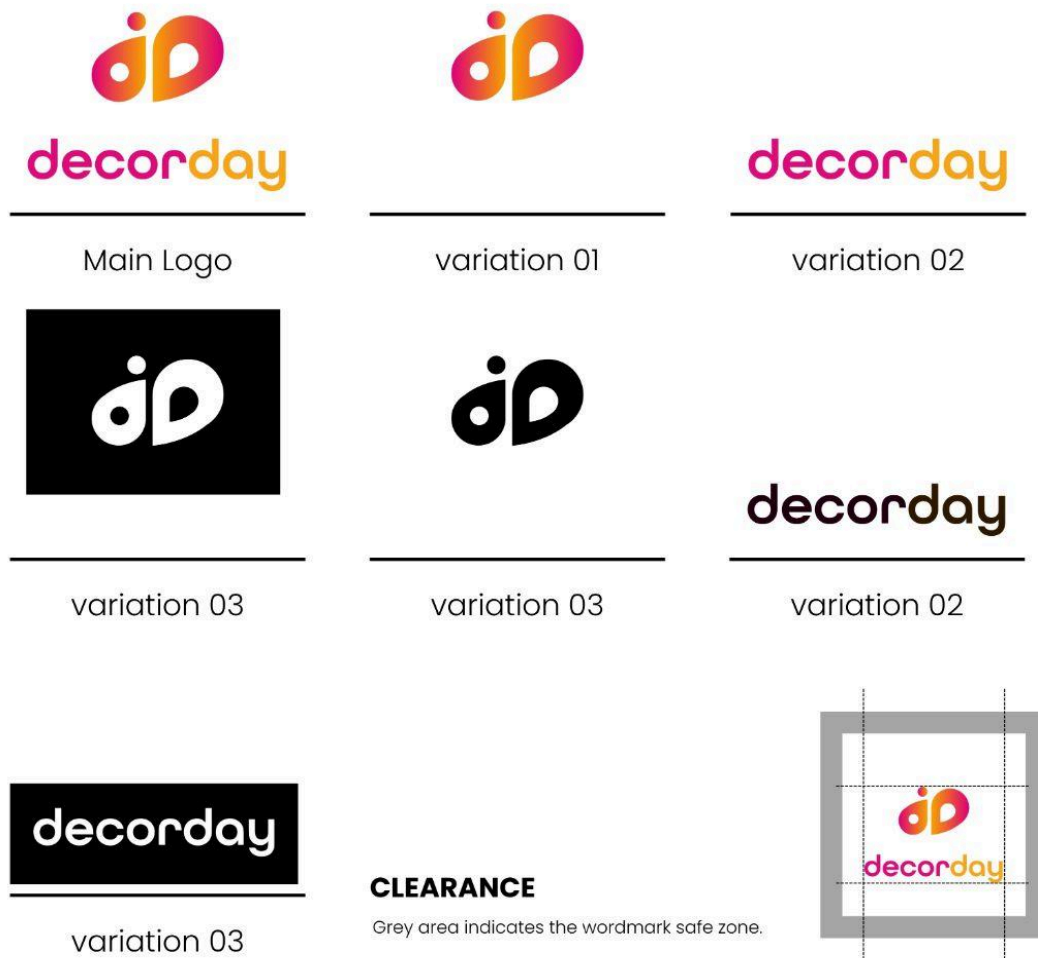 decorday
decorday
Main Logo
variation 01
variation 02
decorday
variation 03
variation 03
variation 02
decorday
variation 03
CLEARANCE
Grey area indicates the wordmark safe zone.
decorday